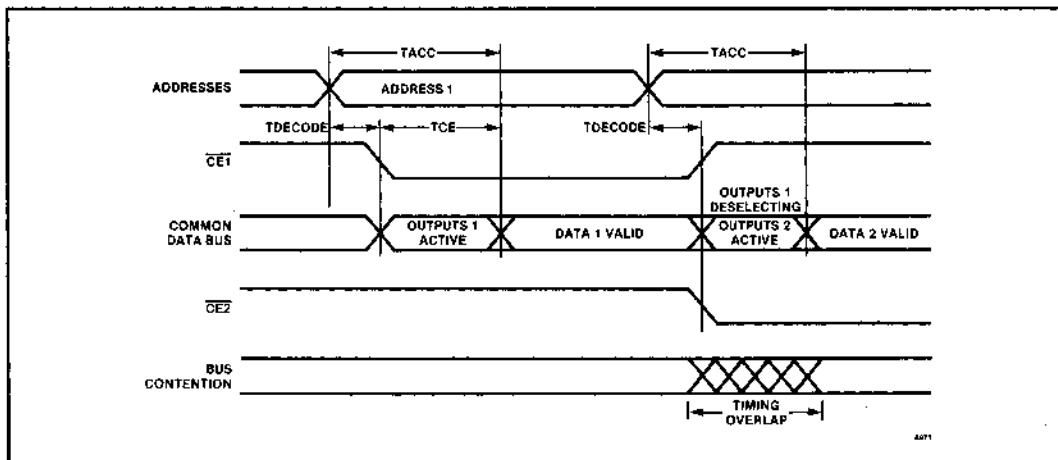 TACC TACC
ADDRESSES ADDRESS 1
TDECODE TCE TDECODE
CE1
OUTPUTS 1
DESELECTING
COMMON
DATA BUS
OUTPUTS 1
ACTIVE
DATA 1 VALID
OUTPUTS 2
ACTIVE
DATA 2 VALID
CE2
BUS
CONTENTION
TIMING
OVERLAP